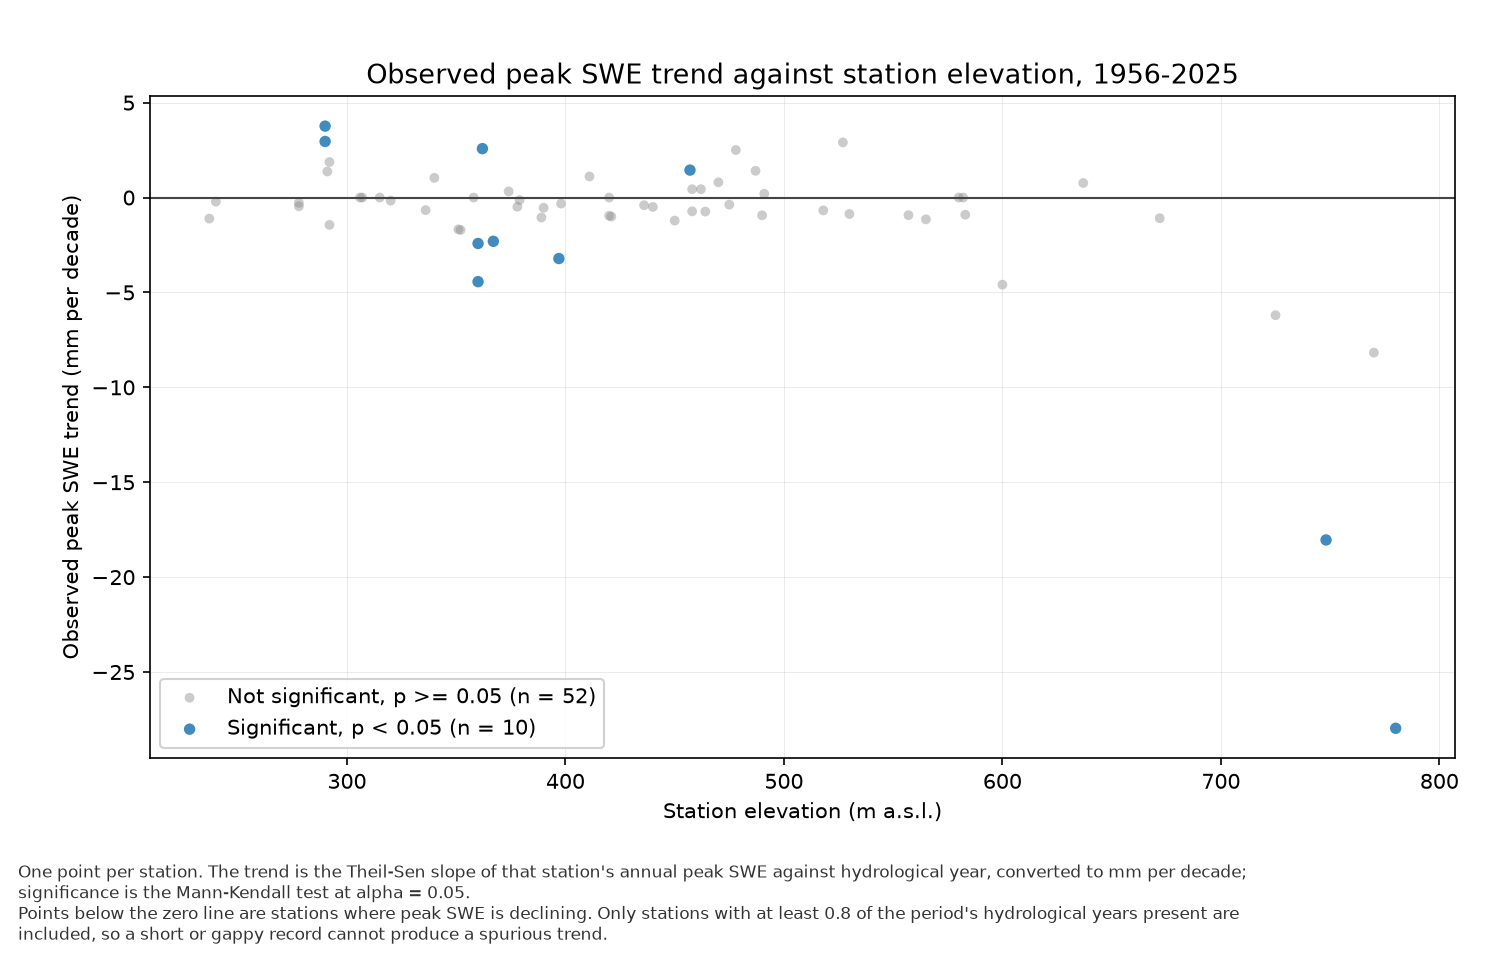 Observed peak SWE trend against station elevation, 1956-2025
Observed peak SWE trend (mm per decade)
5
0
−5
−10
−15
−20
−25
Not significant, p >= 0.05 (n = 52)
Significant, p < 0.05 (n = 10)
300
400
500
600
700
800
Station elevation (m a.s.l.)
One point per station. The trend is the Theil-Sen slope of that station's annual peak SWE against hydrological year, converted to mm per decade;
significance is the Mann-Kendall test at alpha = 0.05.
Points below the zero line are stations where peak SWE is declining. Only stations with at least 0.8 of the period's hydrological years present are
included, so a short or gappy record cannot produce a spurious trend.